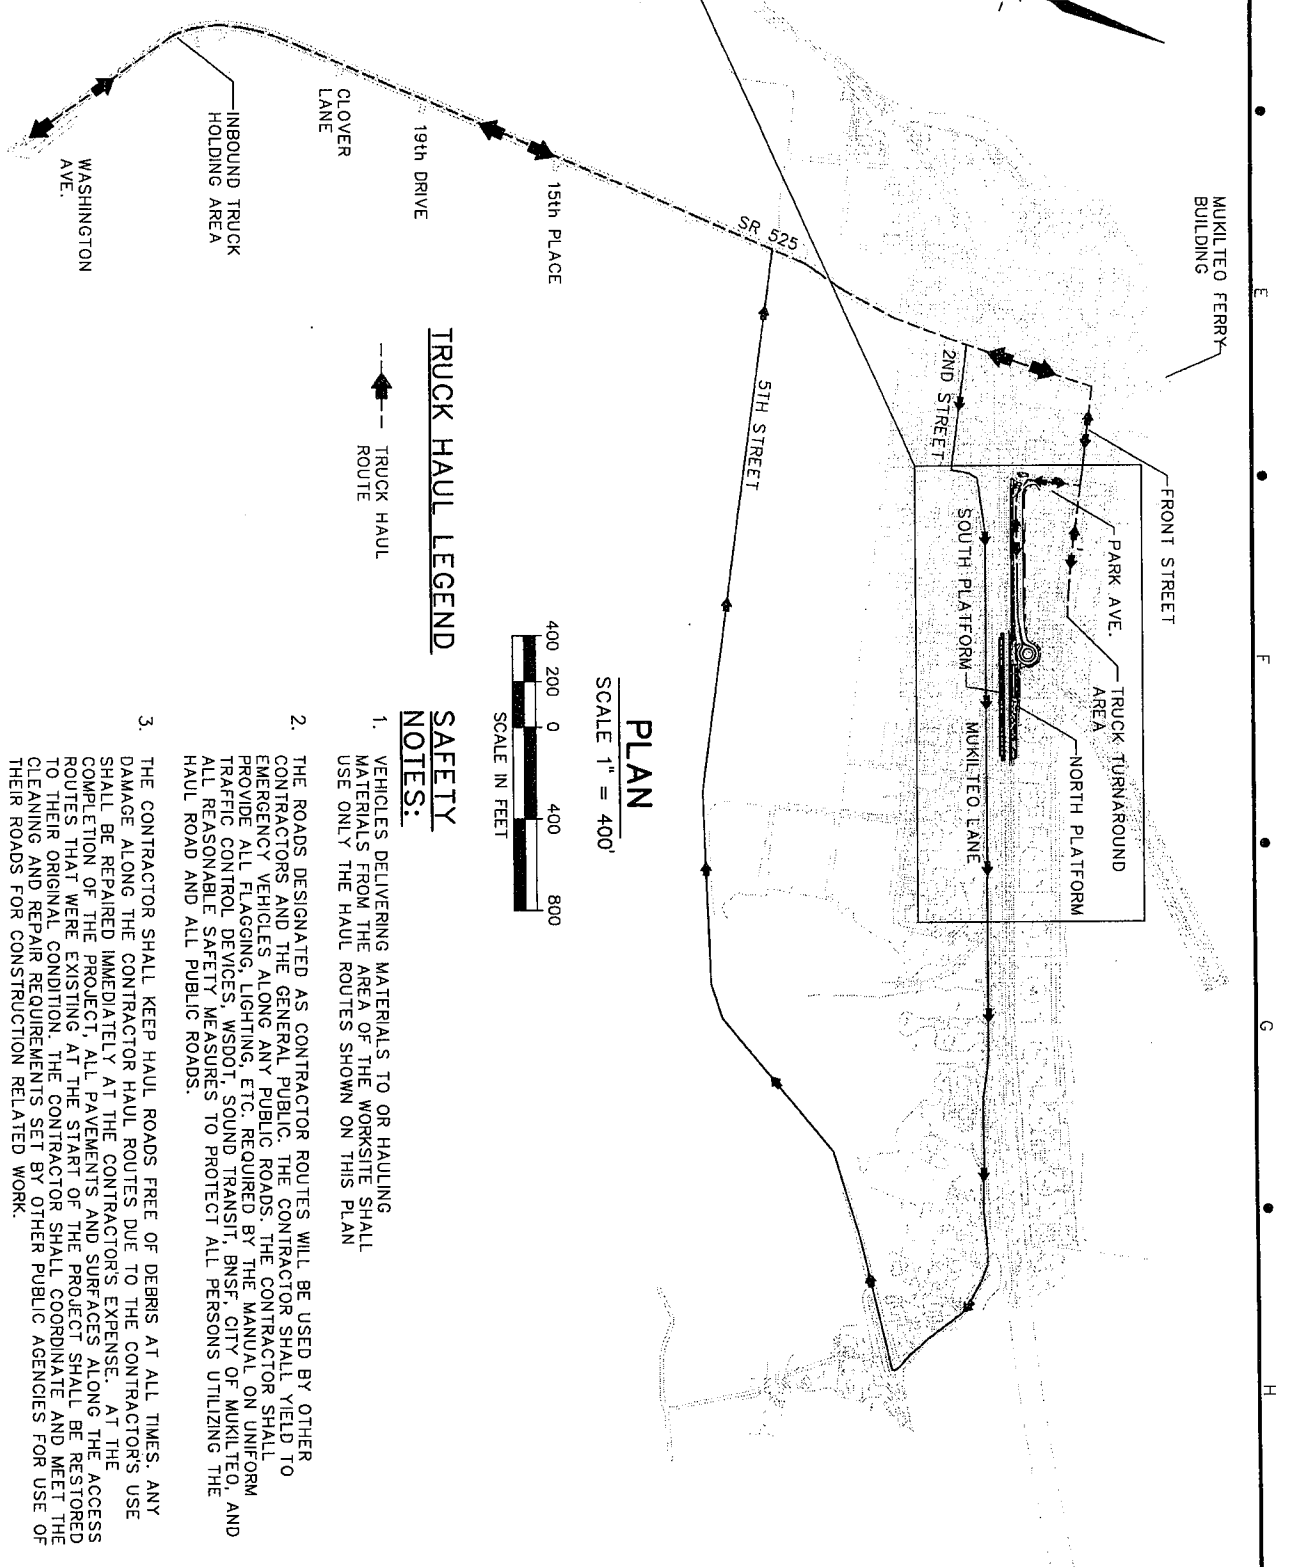 E
F
G
H
MUKILTEO FERRY
BUILDING
FRONT STREET
PARK AVE.
TRUCK TURNAROUND
AREA
NORTH PLATFORM
2ND STREET
SOUTH PLATFORM
MUKILTEO LANE
SR 525
5TH STREET
15th PLACE
19th DRIVE
CLOVER
LANE
INBOUND TRUCK
HOLDING AREA
WASHINGTON
AVE.
PLAN
SCALE 1" = 400'
400 200 0 400 800
SCALE IN FEET
TRUCK HAUL LEGEND
TRUCK HAUL
ROUTE
SAFETY
NOTES:
1. VEHICLES DELIVERING MATERIALS TO OR HAULING
MATERIALS FROM THE AREA OF THE WORKSITE SHALL
USE ONLY THE HAUL ROUTES SHOWN ON THIS PLAN
2. THE ROADS DESIGNATED AS CONTRACTOR ROUTES WILL BE USED BY OTHER
CONTRACTORS AND THE GENERAL PUBLIC. THE CONTRACTOR SHALL YIELD TO
EMERGENCY VEHICLES ALONG ANY PUBLIC ROADS. THE CONTRACTOR SHALL
PROVIDE ALL FLAGGING, LIGHTING, ETC. REQUIRED BY THE MANUAL ON UNIFORM
TRAFFIC CONTROL DEVICES, WSDOT, SOUND TRANSIT, BNSF, CITY OF MUKILTEO, AND
ALL REASONABLE SAFETY MEASURES TO PROTECT ALL PERSONS UTILIZING THE
HAUL ROAD AND ALL PUBLIC ROADS.
3. THE CONTRACTOR SHALL KEEP HAUL ROADS FREE OF DEBRIS AT ALL TIMES. ANY
DAMAGE ALONG THE CONTRACTOR HAUL ROUTES DUE TO THE CONTRACTOR'S USE
SHALL BE REPAIRED IMMEDIATELY AT THE CONTRACTOR'S EXPENSE. AT THE
COMPLETION OF THE PROJECT, ALL PAVEMENTS AND SURFACES ALONG THE ACCESS
ROUTES THAT WERE EXISTING AT THE START OF THE PROJECT SHALL BE RESTORED
TO THEIR ORIGINAL CONDITION. THE CONTRACTOR SHALL COORDINATE AND MEET THE
CLEANING AND REPAIR REQUIREMENTS SET BY OTHER PUBLIC AGENCIES FOR USE OF
THEIR ROADS FOR CONSTRUCTION RELATED WORK.